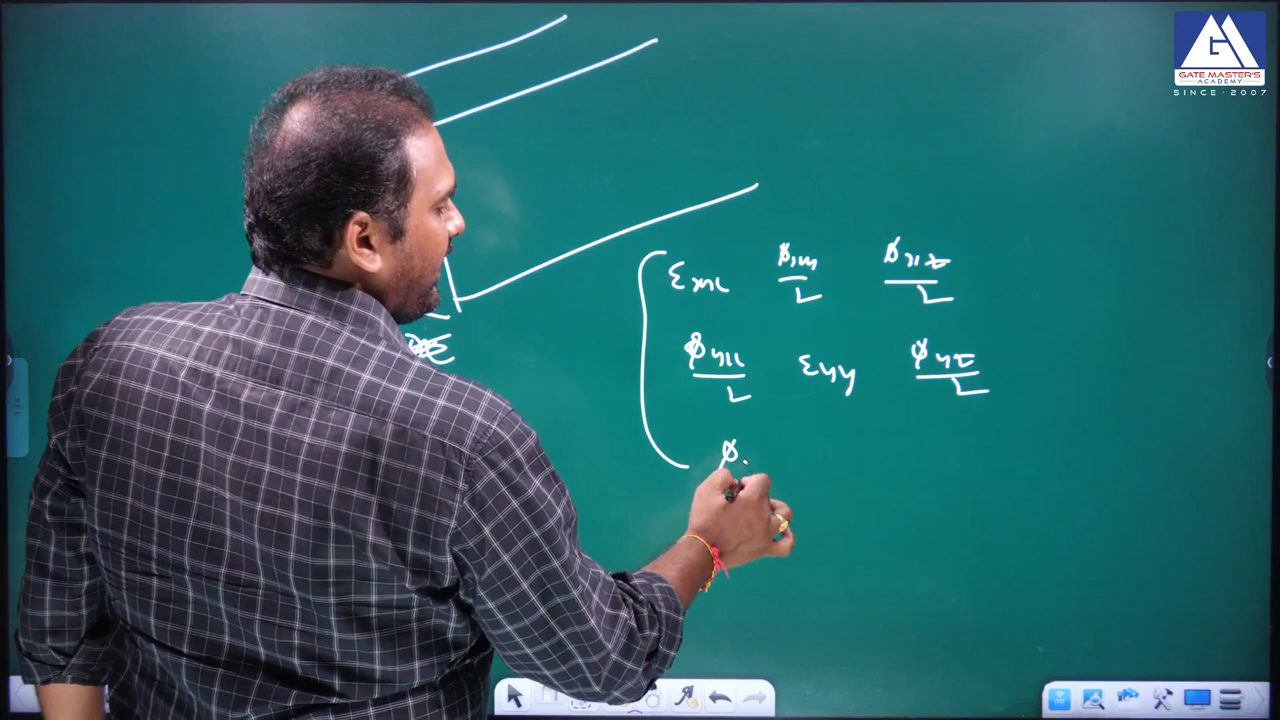 GATE MASTER'S
ACADEMY
SINCE - 2007
εxx ϕxy/2 ϕxz/2
ϕyx/2 εyy ϕyz/2
ϕ